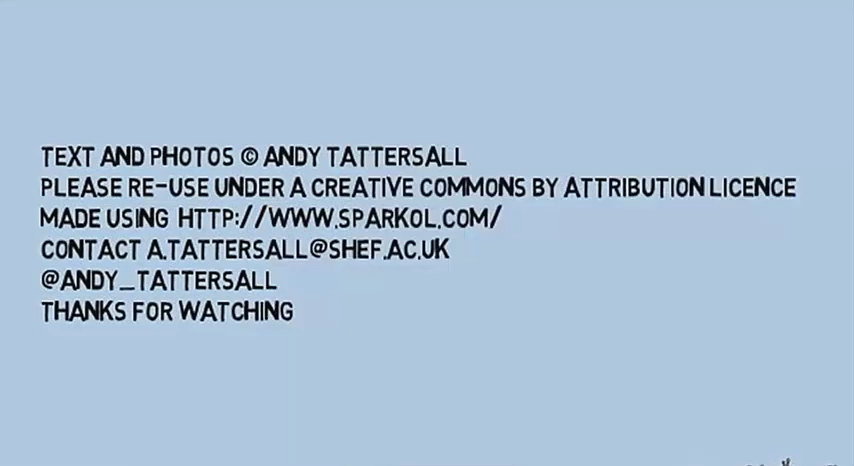 TEXT AND PHOTOS © ANDY TATTERSALL
PLEASE RE-USE UNDER A CREATIVE COMMONS BY ATTRIBUTION LICENCE
MADE USING HTTP://WWW.SPARKOL.COM/
CONTACT A.TATTERSALL@SHEF.AC.UK
@ANDY_TATTERSALL
THANKS FOR WATCHING